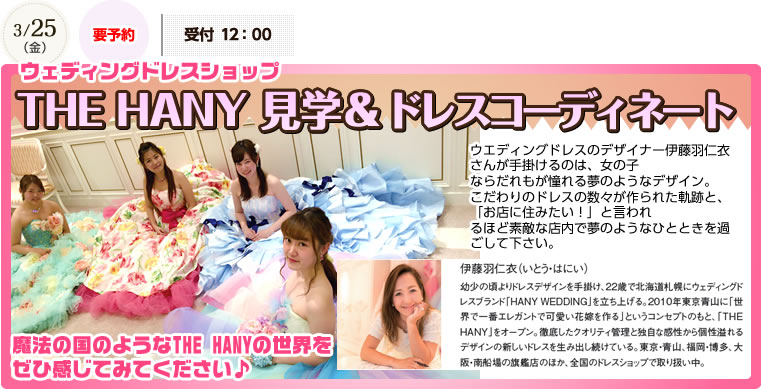 3/25
(金)
要予約
受付 12：00
ウェディングドレスショップ
THE HANY 見学＆ドレスコーディネート
ウエディングドレスのデザイナー伊藤羽仁衣
さんが手掛けるのは、女の子
ならだれもが憧れる夢のようなデザイン。
こだわりのドレスの数々が作られた軌跡と、
「お店に住みたい！」と言われ
るほど素敵な店内で夢のようなひとときを過
ごして下さい。
伊藤羽仁衣（いとう・はにい）
幼少の頃よりドレスデザインを手掛け、22歳で北海道札幌にウェディングド
レスブランド「HANY WEDDING」を立ち上げる。2010年東京青山に「世
界で一番エレガントで可愛い花嫁を作る」というコンセプトのもと、「THE
HANY」をオープン。徹底したクオリティ管理と独自な感性から個性溢れる
デザインの新しいドレスを生み出し続けている。東京・青山、福岡・博多、大
阪・南船場の旗艦店のほか、全国のドレスショップで取り扱い中。
魔法の国のようなTHE HANYの世界を
ぜひ感じてみてください♪